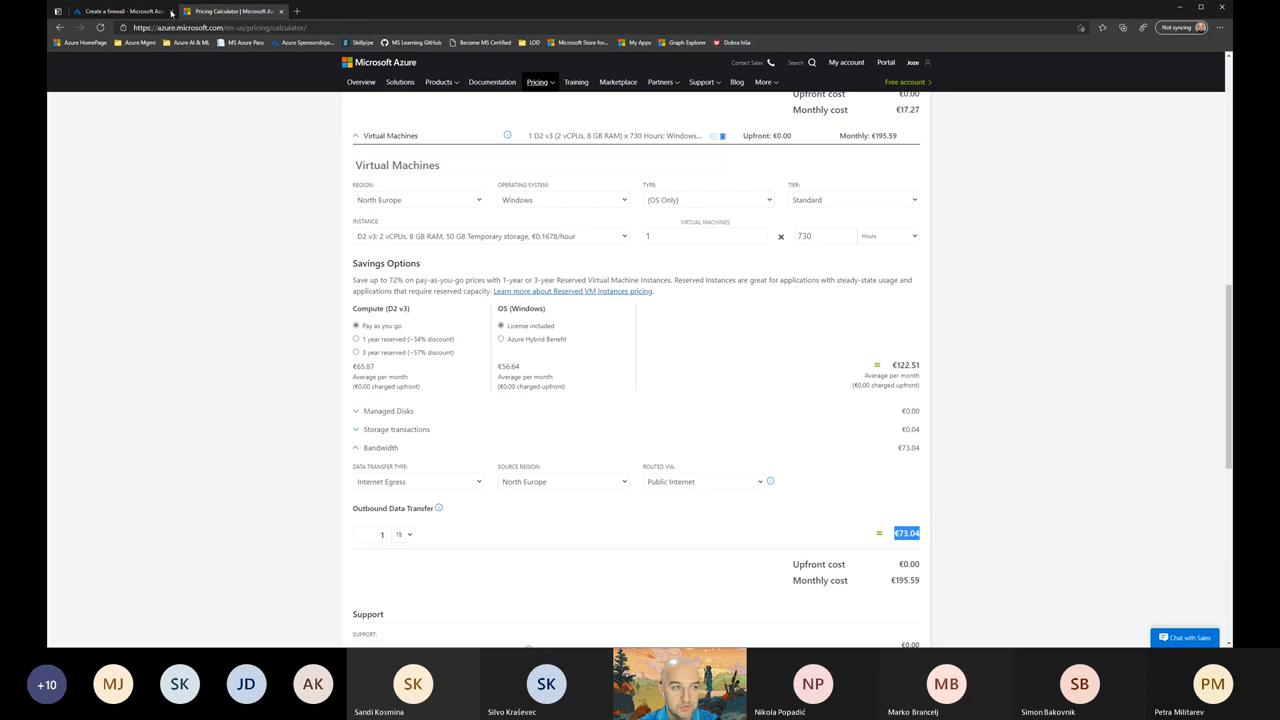 Create a firewall - Microsoft Azu
Pricing Calculator | Microsoft Az
https://azure.microsoft.com/en-us/pricing/calculator/
Not syncing
Azure HomePage
Azure Mgmt
Azure AI & ML
MS Azure Pass
Azure Sponsorships...
Skillpipe
MS Learning GitHub
Become MS Certified
LOD
Microsoft Store for...
My Apps
Graph Explorer
Dobra hiša
Microsoft Azure
Contact Sales
Search
My account
Portal
Joze
Overview
Solutions
Products
Documentation
Pricing
Training
Marketplace
Partners
Support
Blog
More
Free account
Upfront cost €0.00
Monthly cost €17.27
Virtual Machines
1 D2 v3 (2 vCPUs, 8 GB RAM) x 730 Hours; Windows...
Upfront: €0.00
Monthly: €195.59
Virtual Machines
REGION:
OPERATING SYSTEM:
TYPE:
TIER:
North Europe
Windows
(OS Only)
Standard
INSTANCE:
VIRTUAL MACHINES
D2 v3: 2 vCPUs, 8 GB RAM, 50 GB Temporary storage, €0.1678/hour
1
730
Hours
Savings Options
Save up to 72% on pay-as-you-go prices with 1-year or 3-year Reserved Virtual Machine Instances. Reserved Instances are great for applications with steady-state usage and
applications that require reserved capacity. Learn more about Reserved VM Instances pricing.
Compute (D2 v3)
OS (Windows)
Pay as you go
License included
1 year reserved (~34% discount)
Azure Hybrid Benefit
3 year reserved (~57% discount)
€65.87
Average per month
(€0.00 charged upfront)
€56.64
Average per month
(€0.00 charged upfront)
= €122.51
Average per month
(€0.00 charged upfront)
Managed Disks €0.00
Storage transactions €0.04
Bandwidth €73.04
DATA TRANSFER TYPE:
SOURCE REGION:
ROUTED VIA:
Internet Egress
North Europe
Public Internet
Outbound Data Transfer
1 TB
= €73.04
Upfront cost €0.00
Monthly cost €195.59
Support
SUPPORT:
€0.00
Chat with Sales
+10
MJ
SK
JD
AK
SK
Sandi Kosmina
SK
Silvo Kraševec
NP
Nikola Popadić
MB
Marko Brancelj
SB
Simon Bakovnik
PM
Petra Militarev